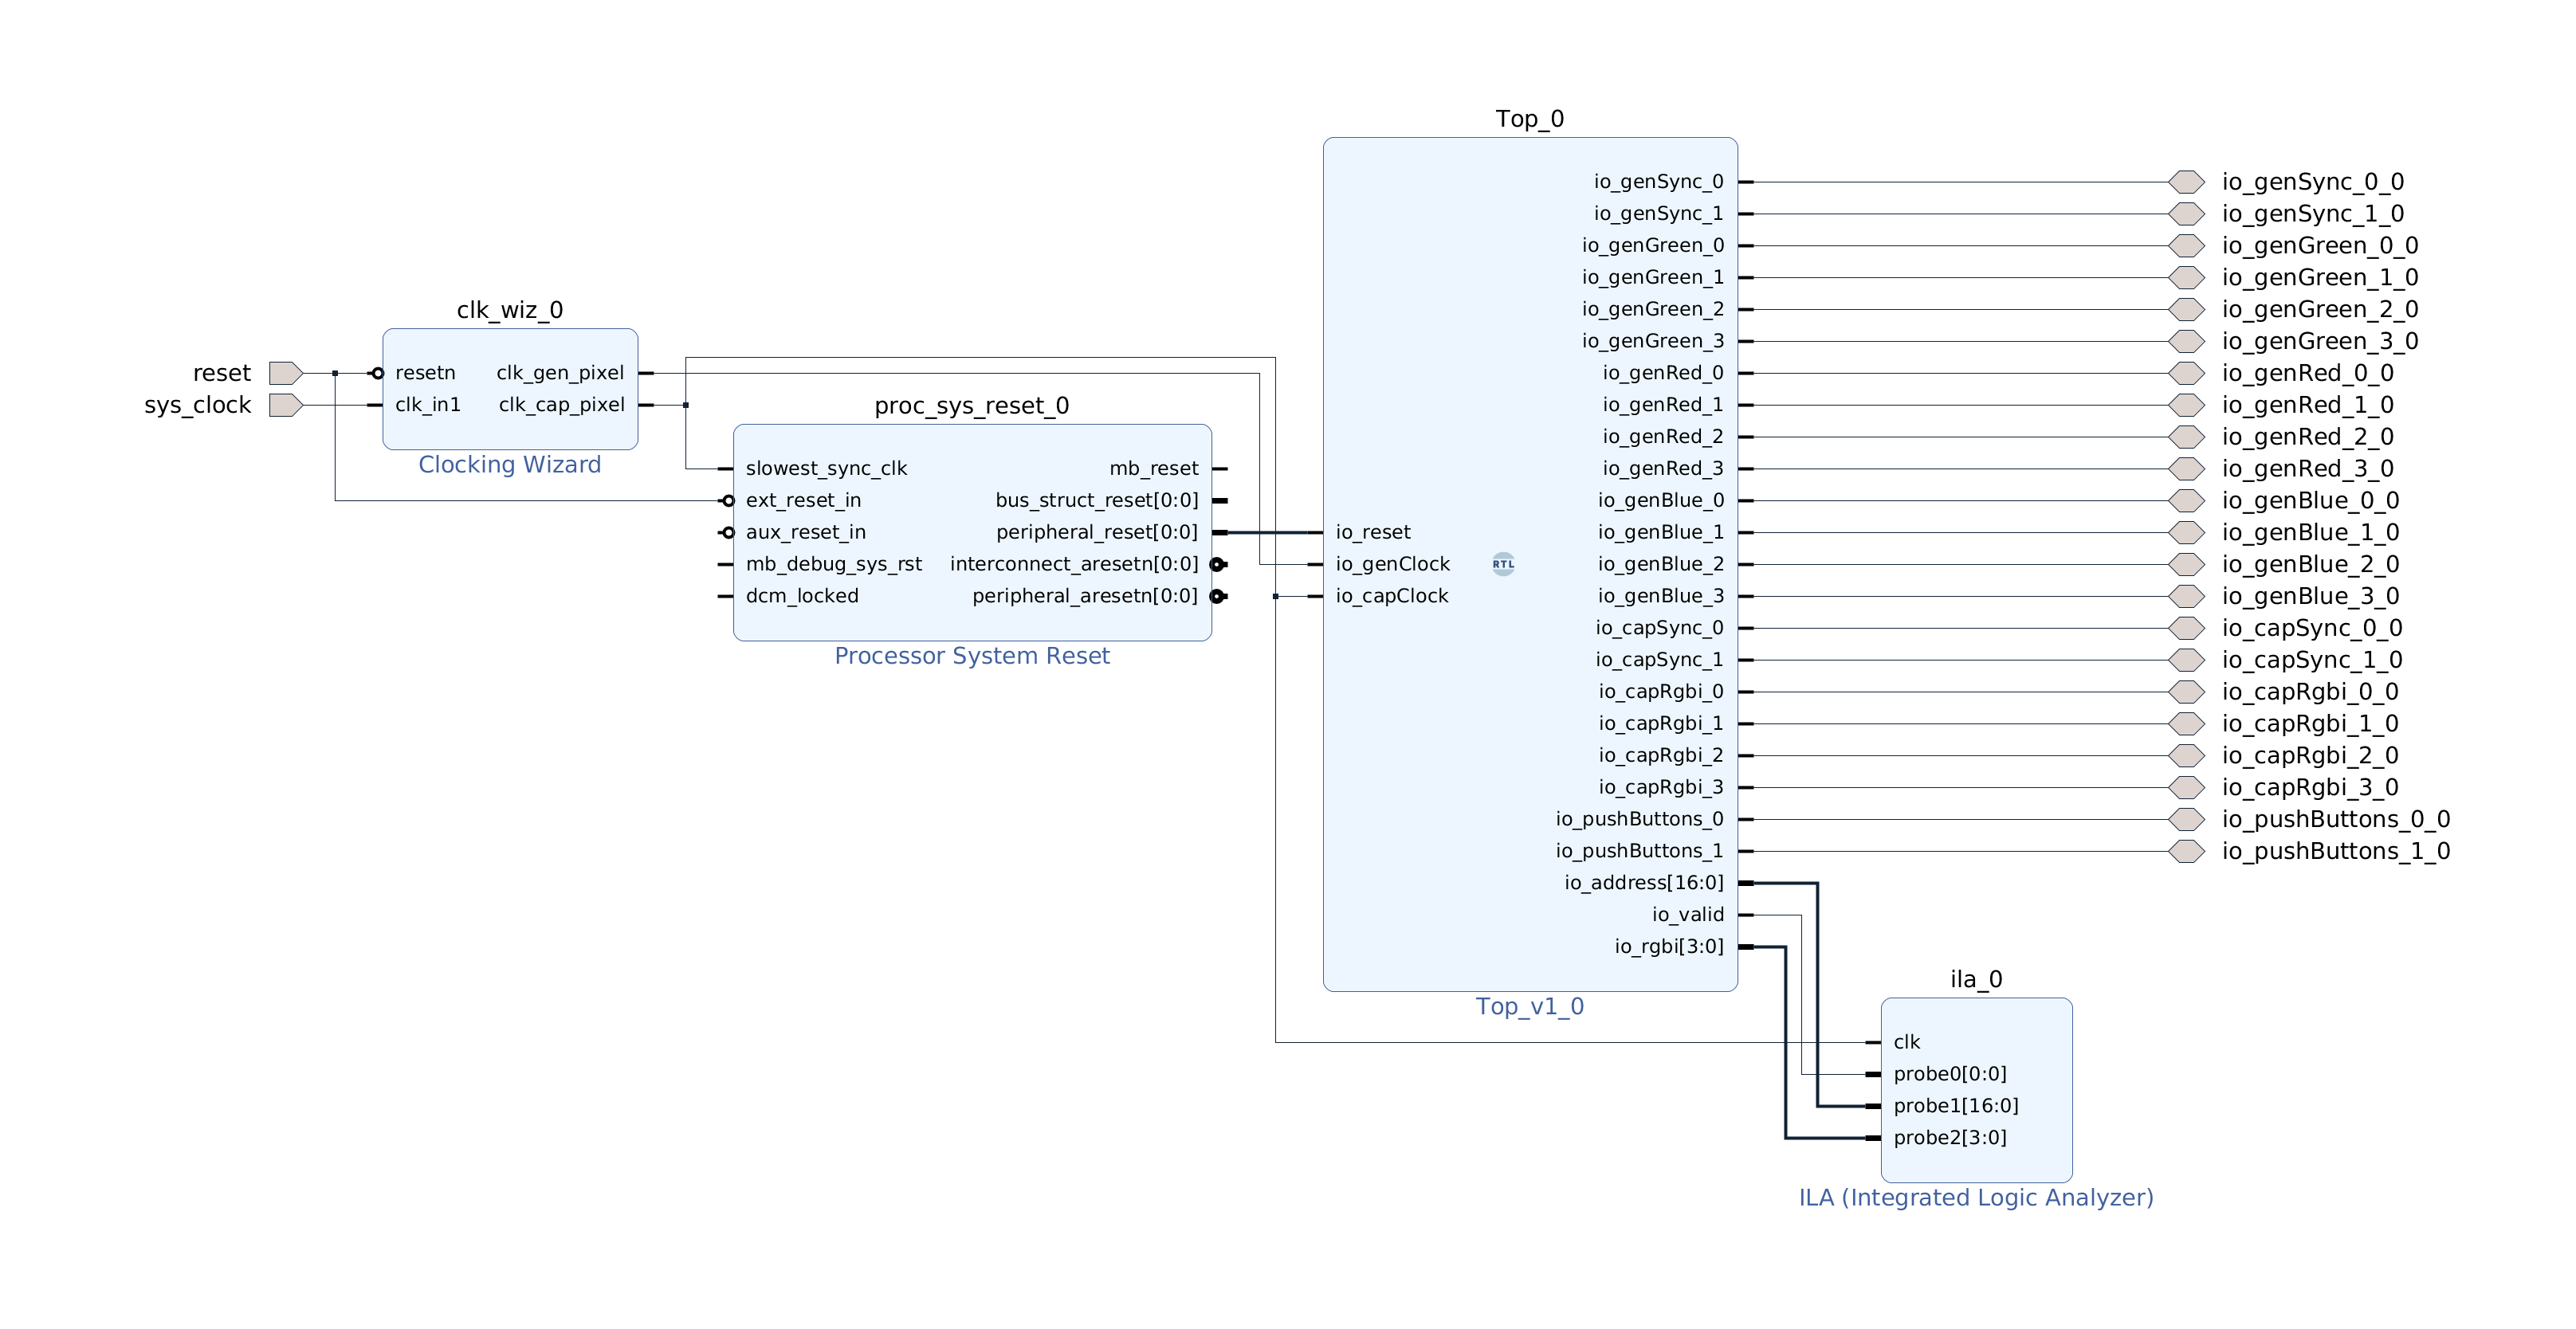 reset
sys_clock
clk_wiz_0
resetn
clk_in1
clk_gen_pixel
clk_cap_pixel
Clocking Wizard
proc_sys_reset_0
slowest_sync_clk
ext_reset_in
aux_reset_in
mb_debug_sys_rst
dcm_locked
mb_reset
bus_struct_reset[0:0]
peripheral_reset[0:0]
interconnect_aresetn[0:0]
peripheral_aresetn[0:0]
Processor System Reset
Top_0
io_reset
io_genClock
io_capClock
RTL
io_genSync_0
io_genSync_1
io_genGreen_0
io_genGreen_1
io_genGreen_2
io_genGreen_3
io_genRed_0
io_genRed_1
io_genRed_2
io_genRed_3
io_genBlue_0
io_genBlue_1
io_genBlue_2
io_genBlue_3
io_capSync_0
io_capSync_1
io_capRgbi_0
io_capRgbi_1
io_capRgbi_2
io_capRgbi_3
io_pushButtons_0
io_pushButtons_1
io_address[16:0]
io_valid
io_rgbi[3:0]
Top_v1_0
ila_0
clk
probe0[0:0]
probe1[16:0]
probe2[3:0]
ILA (Integrated Logic Analyzer)
io_genSync_0_0
io_genSync_1_0
io_genGreen_0_0
io_genGreen_1_0
io_genGreen_2_0
io_genGreen_3_0
io_genRed_0_0
io_genRed_1_0
io_genRed_2_0
io_genRed_3_0
io_genBlue_0_0
io_genBlue_1_0
io_genBlue_2_0
io_genBlue_3_0
io_capSync_0_0
io_capSync_1_0
io_capRgbi_0_0
io_capRgbi_1_0
io_capRgbi_2_0
io_capRgbi_3_0
io_pushButtons_0_0
io_pushButtons_1_0